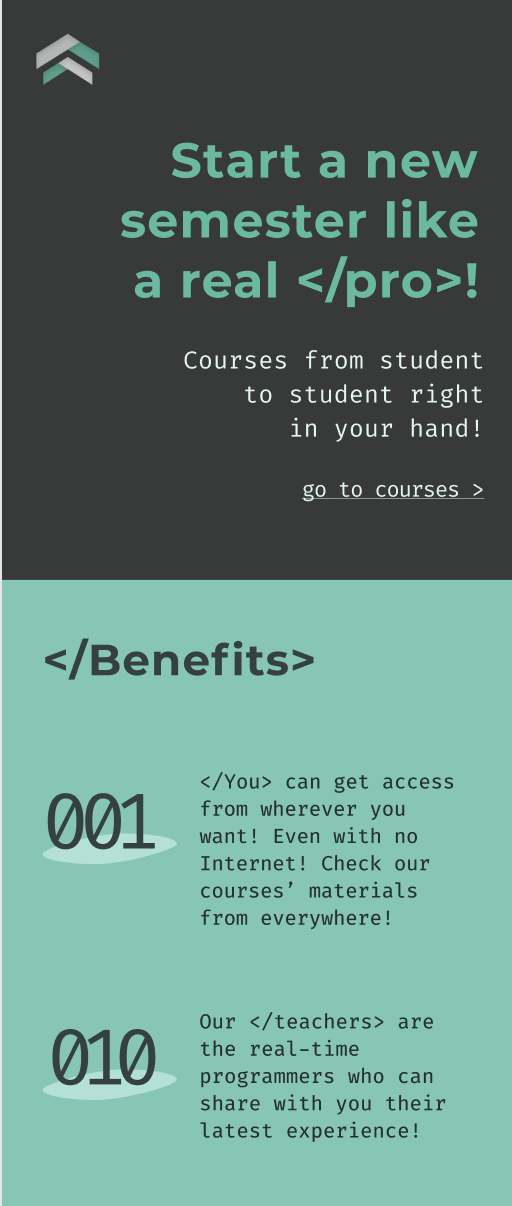 Start a new
semester like
a real </pro>!
Courses from student
to student right
in your hand!
go to courses >
</Benefits>
001
</You> can get access
from wherever you
want! Even with no
Internet! Check our
courses’ materials
from everywhere!
010
Our </teachers> are
the real-time
programmers who can
share with you their
latest experience!